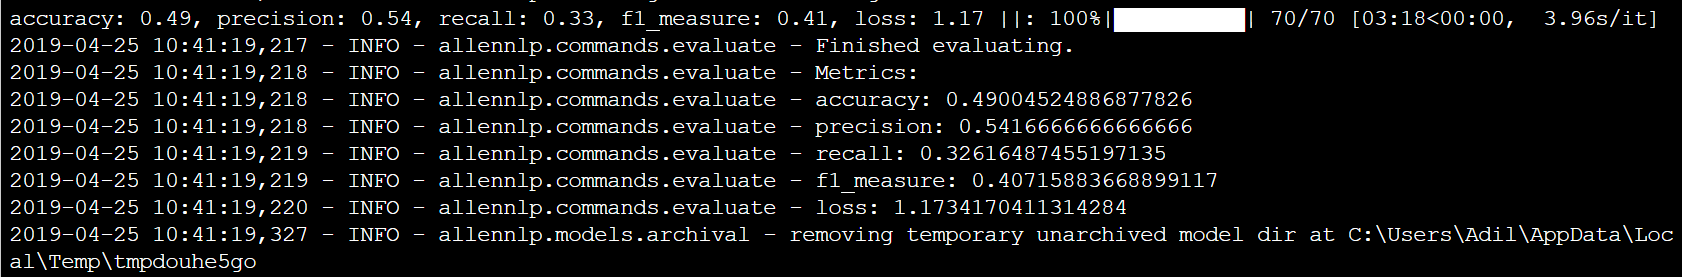 accuracy: 0.49, precision: 0.54, recall: 0.33, f1_measure: 0.41, loss: 1.17 ||: 100%|██████████| 70/70 [03:18<00:00,  3.96s/it]
2019-04-25 10:41:19,217 - INFO - allennlp.commands.evaluate - Finished evaluating.
2019-04-25 10:41:19,218 - INFO - allennlp.commands.evaluate - Metrics:
2019-04-25 10:41:19,218 - INFO - allennlp.commands.evaluate - accuracy: 0.49004524886877826
2019-04-25 10:41:19,218 - INFO - allennlp.commands.evaluate - precision: 0.5416666666666666
2019-04-25 10:41:19,219 - INFO - allennlp.commands.evaluate - recall: 0.32616487455197135
2019-04-25 10:41:19,219 - INFO - allennlp.commands.evaluate - f1_measure: 0.40715883668899117
2019-04-25 10:41:19,220 - INFO - allennlp.commands.evaluate - loss: 1.1734170411314284
2019-04-25 10:41:19,327 - INFO - allennlp.models.archival - removing temporary unarchived model dir at C:\Users\Adil\AppData\Loc
al\Temp\tmpdouhe5go